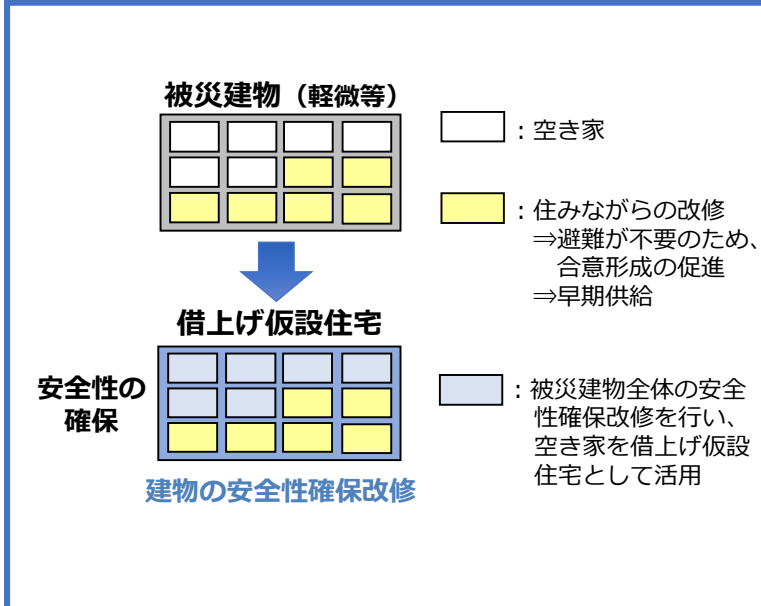 被災建物（軽微等）
：空き家
：住みながらの改修
⇒避難が不要のため、
合意形成の促進
⇒早期供給
借上げ仮設住宅
安全性の
確保
：被災建物全体の安全
性確保改修を行い、
空き家を借上げ仮設
住宅として活用
建物の安全性確保改修